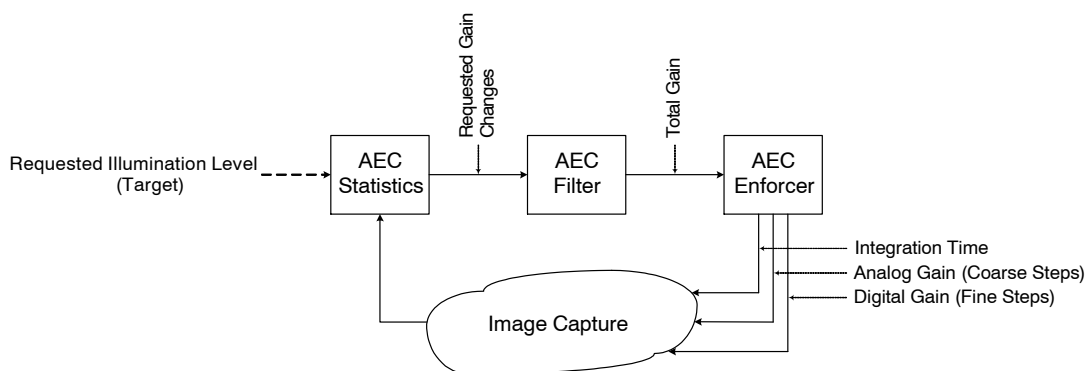 Requested Gain
Changes
Total Gain
Requested Illumination Level
(Target)
AEC
Statistics
AEC
Filter
AEC
Enforcer
Integration Time
Analog Gain (Coarse Steps)
Digital Gain (Fine Steps)
Image Capture